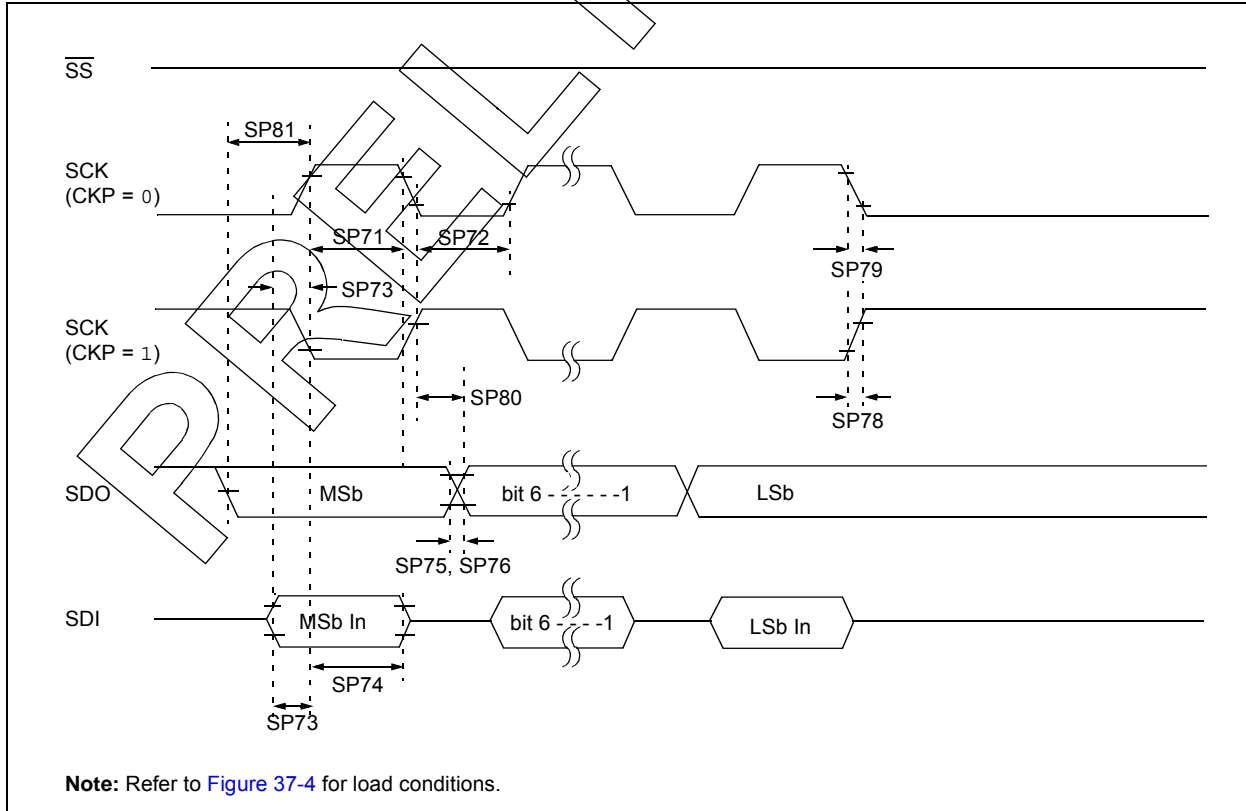 SS
SP81
SCK
(CKP = 0)
SP71
SP72
SP79
SP73
SCK
(CKP = 1)
SP80
SP78
SDO
MSb
bit 6 - - - - - - -1
LSb
SP75, SP76
SDI
MSb In
bit 6 - - - - -1
LSb In
SP74
SP73
Note: Refer to Figure 37-4 for load conditions.
PREL